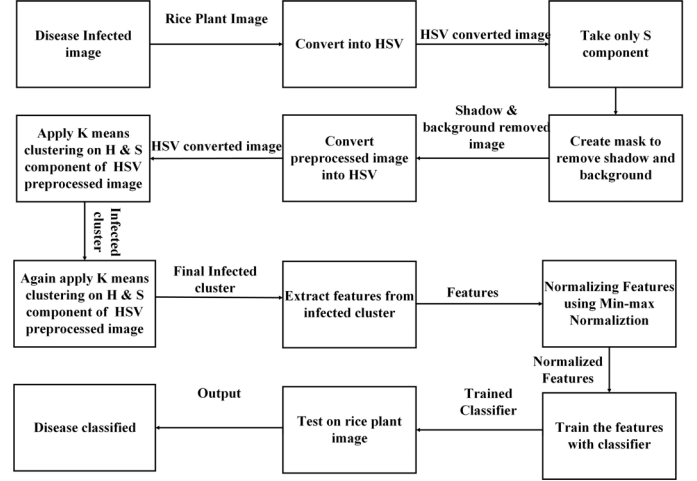 Disease Infected
image
Rice Plant Image
Convert into HSV
HSV converted image
Take only S
component
Create mask to
remove shadow and
background
Shadow &
background removed
image
Convert
preprocessed image
into HSV
HSV converted image
Apply K means
clustering on H & S
component of HSV
preprocessed image
Infected
cluster
Again apply K means
clustering on H & S
component of HSV
preprocessed image
Final Infected
cluster
Extract features from
infected cluster
Features
Normalizing Features
using Min-max
Normaliztion
Normalized
Features
Train the features
with classifier
Trained
Classifier
Test on rice plant
image
Output
Disease classified